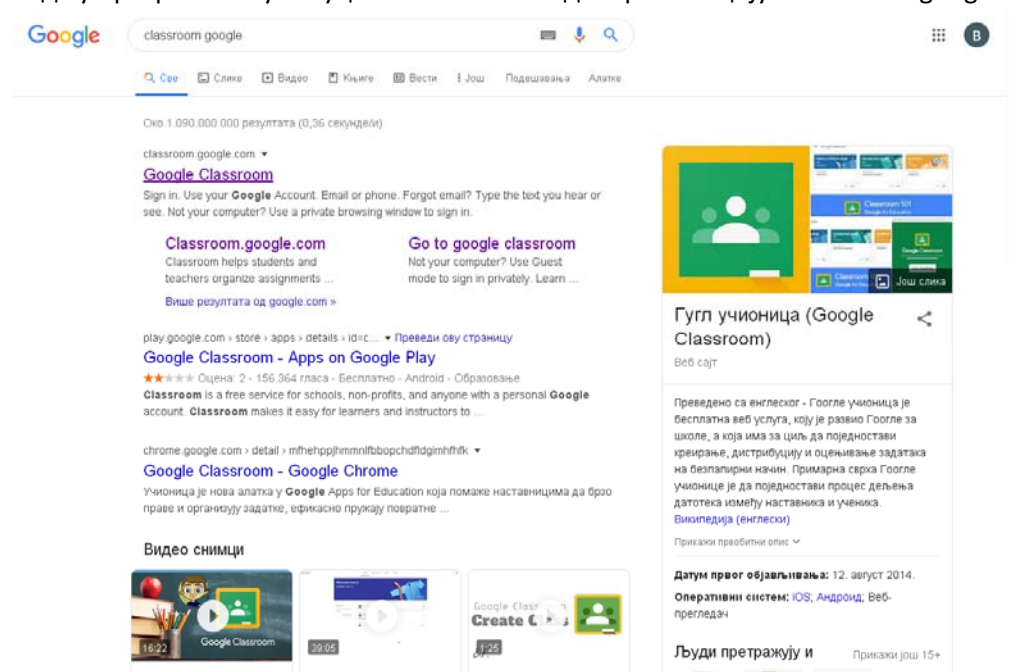 Google
classroom google
B
Све Слике Видео Књиге Вести Још Подешавања Алатке
Око 1.090.000.000 резултата (0,36 секунде/и)
classroom.google.com
Google Classroom
Sign in. Use your Google Account. Email or phone. Forgot email? Type the text you hear or
see. Not your computer? Use a private browsing window to sign in.
Classroom.google.com
Classroom helps students and
teachers organize assignments ...
Go to google classroom
Not your computer? Use Guest
mode to sign in privately. Learn ...
Више резултата од google.com »
play.google.com › store › apps › details › id=c... Преведи ову страницу
Google Classroom - Apps on Google Play
Оцена: 2 - 156.364 гласа - Бесплатно - Android - Образовање
Classroom is a free service for schools, non-profits, and anyone with a personal Google
account. Classroom makes it easy for learners and instructors to ...
chrome.google.com › detail ›
Google Classroom - Google Chrome
Учионица је нова алатка у Google Apps for Education која помаже наставницима да брзо
праве и организују задатке, ефикасно пружају повратне ...
Видео снимци
16:22 Google Classroom
39:05
Google Create 1:25
Classroom 101
Google for Education
Google Classroom
Још слика
Гугл учионица (Google
Classroom)
Веб сајт
Преведено са енглеског - Гоогле учионица је
бесплатна веб услуга, коју је развио Гоогле за
школе, а која има за циљ да поједностави
креирање, дистрибуцију и оцењивање задатака
на безпапирни начин. Примарна сврха Гоогле
учионице је да поједностави процес дељења
датотека између наставника и ученика.
Википедија (енглески)
Прикажи првобитни опис
Датум првог објављивања: 12. август 2014.
Оперативни систем: iOS; Андроид; Веб-
прегледач
Људи претражују и Прикажи још 15+